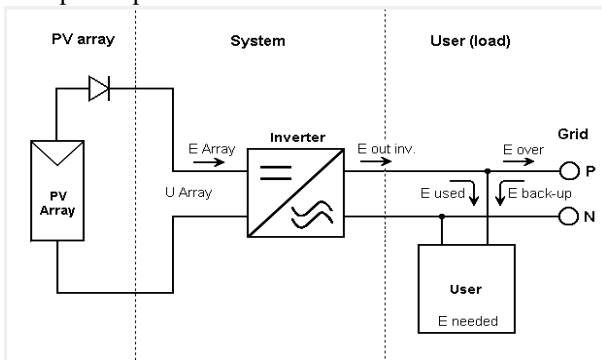 PV array
System
User (load)
Inverter
Grid
E Array
E out inv.
E over
P
PV
Array
U Array
E used
E back-up
N
User
E needed